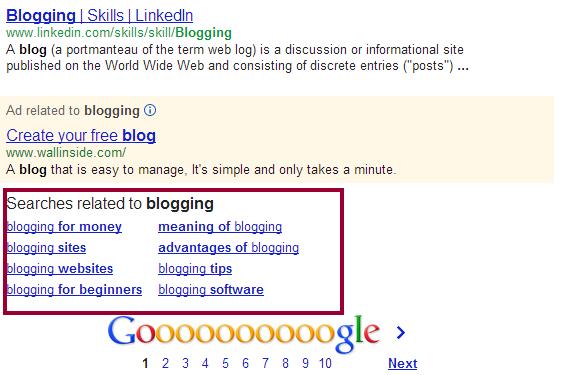 Blogging | Skills | LinkedIn
www.linkedin.com/skills/skill/Blogging
A blog (a portmanteau of the term web log) is a discussion or informational site
published on the World Wide Web and consisting of discrete entries ("posts") ...
Ad related to blogging
Create your free blog
www.wallinside.com/
A blog that is easy to manage, It's simple and only takes a minute.
Searches related to blogging
blogging for money
meaning of blogging
blogging sites
advantages of blogging
blogging websites
blogging tips
blogging for beginners
blogging software
Goooooooooogle >
1 2 3 4 5 6 7 8 9 10 Next